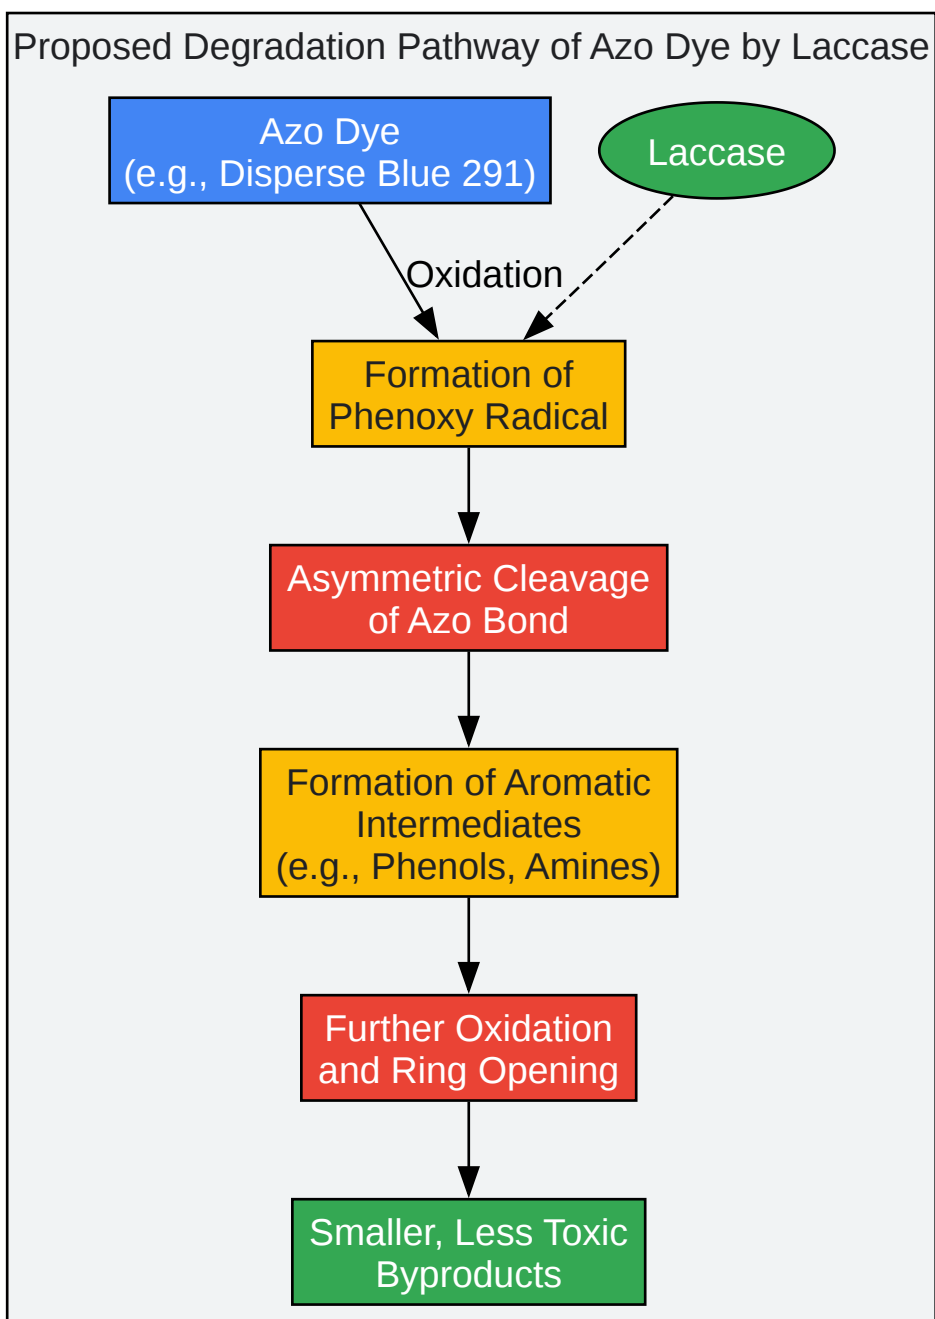 Proposed Degradation Pathway of Azo Dye by Laccase
Azo Dye
(e.g., Disperse Blue 291)
Laccase
Oxidation
Formation of
Phenoxy Radical
Asymmetric Cleavage
of Azo Bond
Formation of Aromatic
Intermediates
(e.g., Phenols, Amines)
Further Oxidation
and Ring Opening
Smaller, Less Toxic
Byproducts